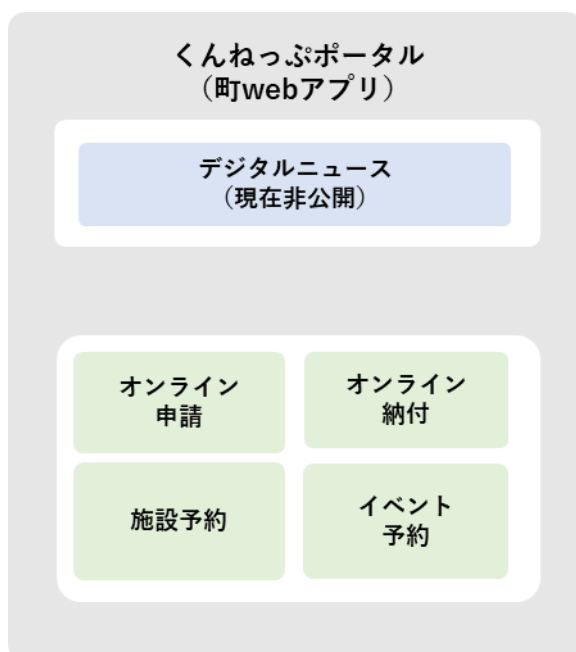 くんねっぷポータル
（町webアプリ）
デジタルニュース
（現在非公開）
オンライン
申請
オンライン
納付
施設予約
イベント
予約